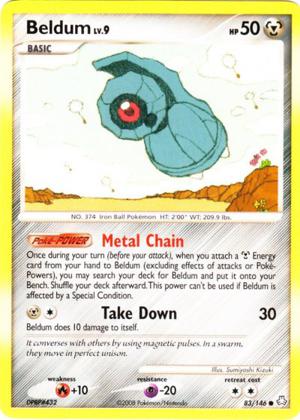 Beldum LV.9 HP 50
BASIC
NO. 374 Iron Ball Pokémon HT: 2'00" WT: 209.9 lbs.
Poké-POWER Metal Chain
Once during your turn (before your attack), when you attach a Energy
card from your hand to Beldum (excluding effects of attacks or Poké-
Powers), you may search your deck for Beldum and put it onto your
Bench. Shuffle your deck afterward. This power can't be used if Beldum is
affected by a Special Condition.
Take Down 30
Beldum does 10 damage to itself.
It converses with others by using magnetic pulses. In a swarm,
they move in perfect unison.
Illus. Sumiyoshi Kizuki
weakness resistance retreat cost
+10 -20
DPBP#432 ©2008 Pokémon/Nintendo 83/146